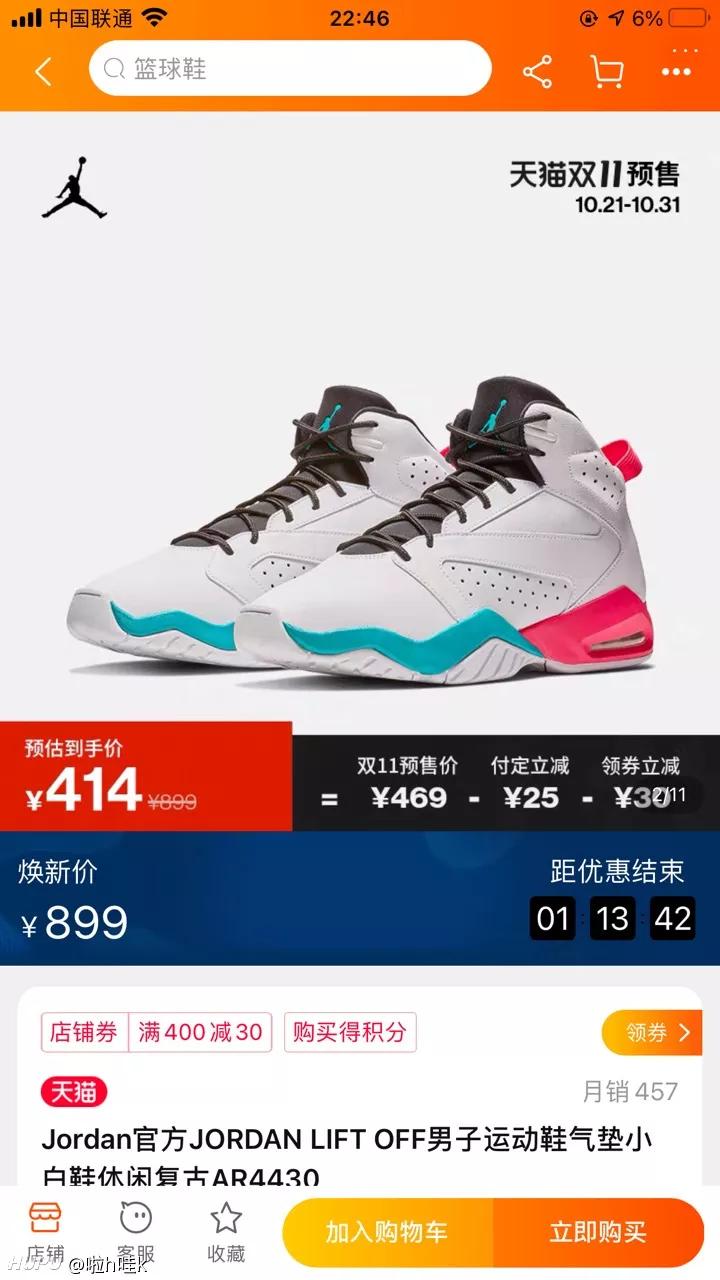 中国联通
22:46
6%
篮球鞋
天猫双11预售
10.21-10.31
预估到手价
¥414 ¥899
双11预售价 付定立减 领券立减
= ¥469 - ¥25 - ¥30
2/11
焕新价
距优惠结束
¥899
01:13:42
店铺券 满400减30 购买得积分 领券
天猫
月销457
Jordan官方JORDAN LIFT OFF男子运动鞋气垫小
白鞋休闲复古AR4430
店铺 客服 收藏 加入购物车 立即购买
HUPU @啦h哇k